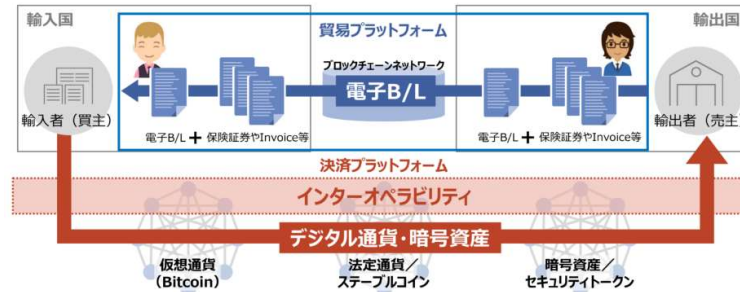 輸入国
貿易プラットフォーム
輸出国
ブロックチェーンネットワーク
電子B/L
輸入者（買主）
輸出者（売主）
電子B/L + 保険証券やInvoice等
電子B/L + 保険証券やInvoice等
決済プラットフォーム
インターオペラビリティ
デジタル通貨・暗号資産
仮想通貨
（Bitcoin）
法定通貨／
ステーブルコイン
暗号資産／
セキュリティトークン